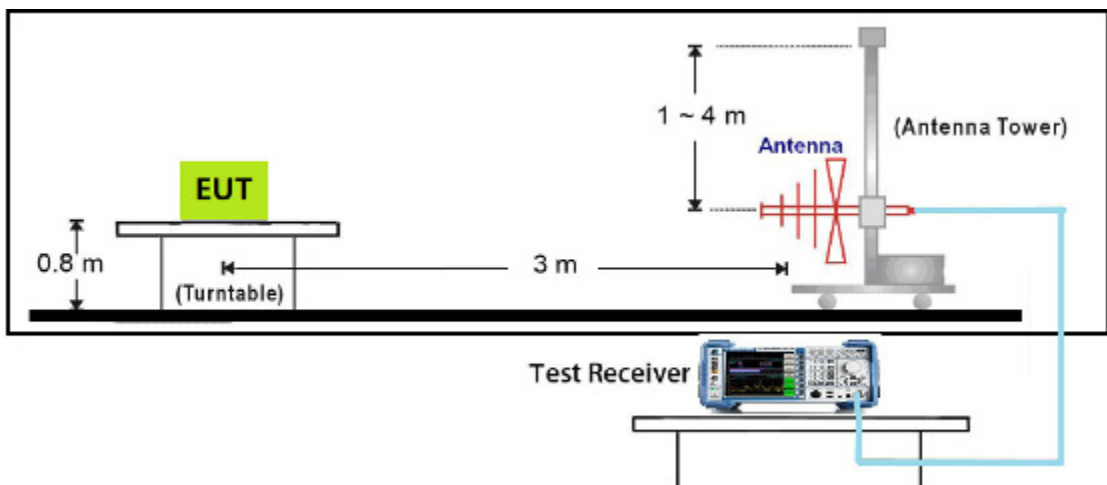 1 ~ 4 m
(Antenna Tower)
Antenna
EUT
0.8 m
3 m
(Turntable)
Test Receiver